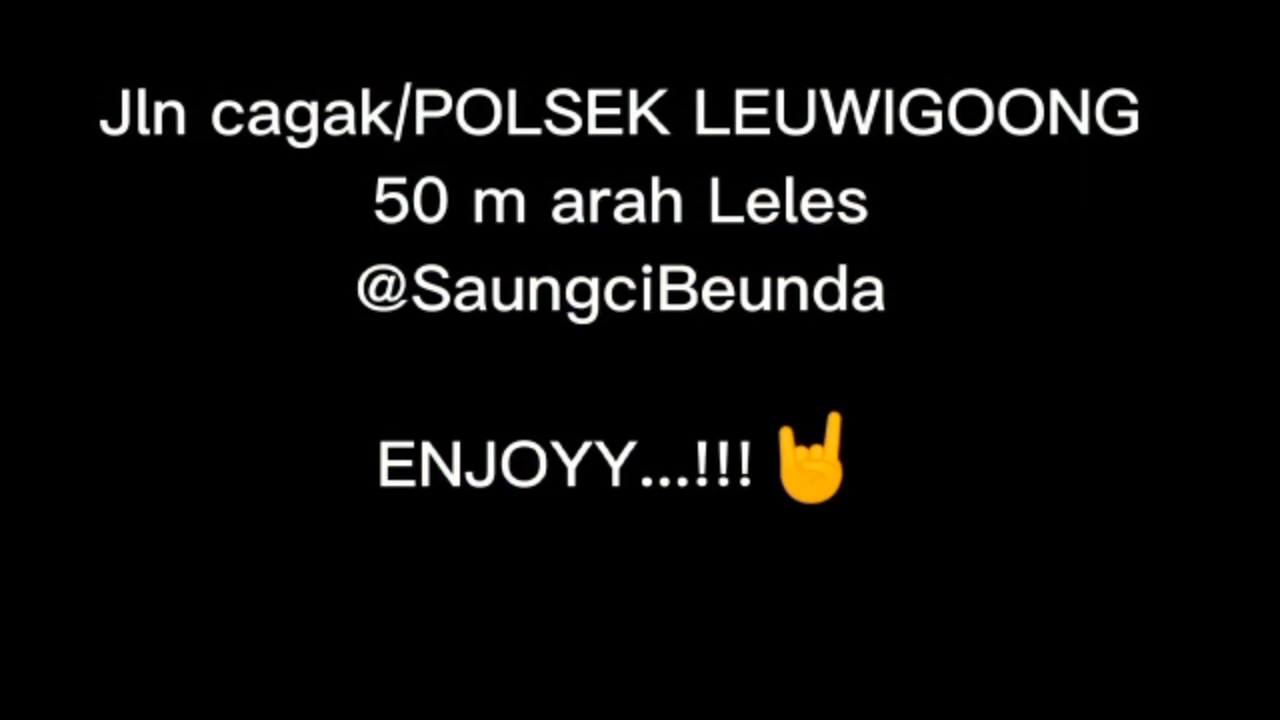 Jln cagak/POLSEK LEUWIGOONG
50 m arah Leles
@SaungciBeunda
ENJOYY...!!! 🤘